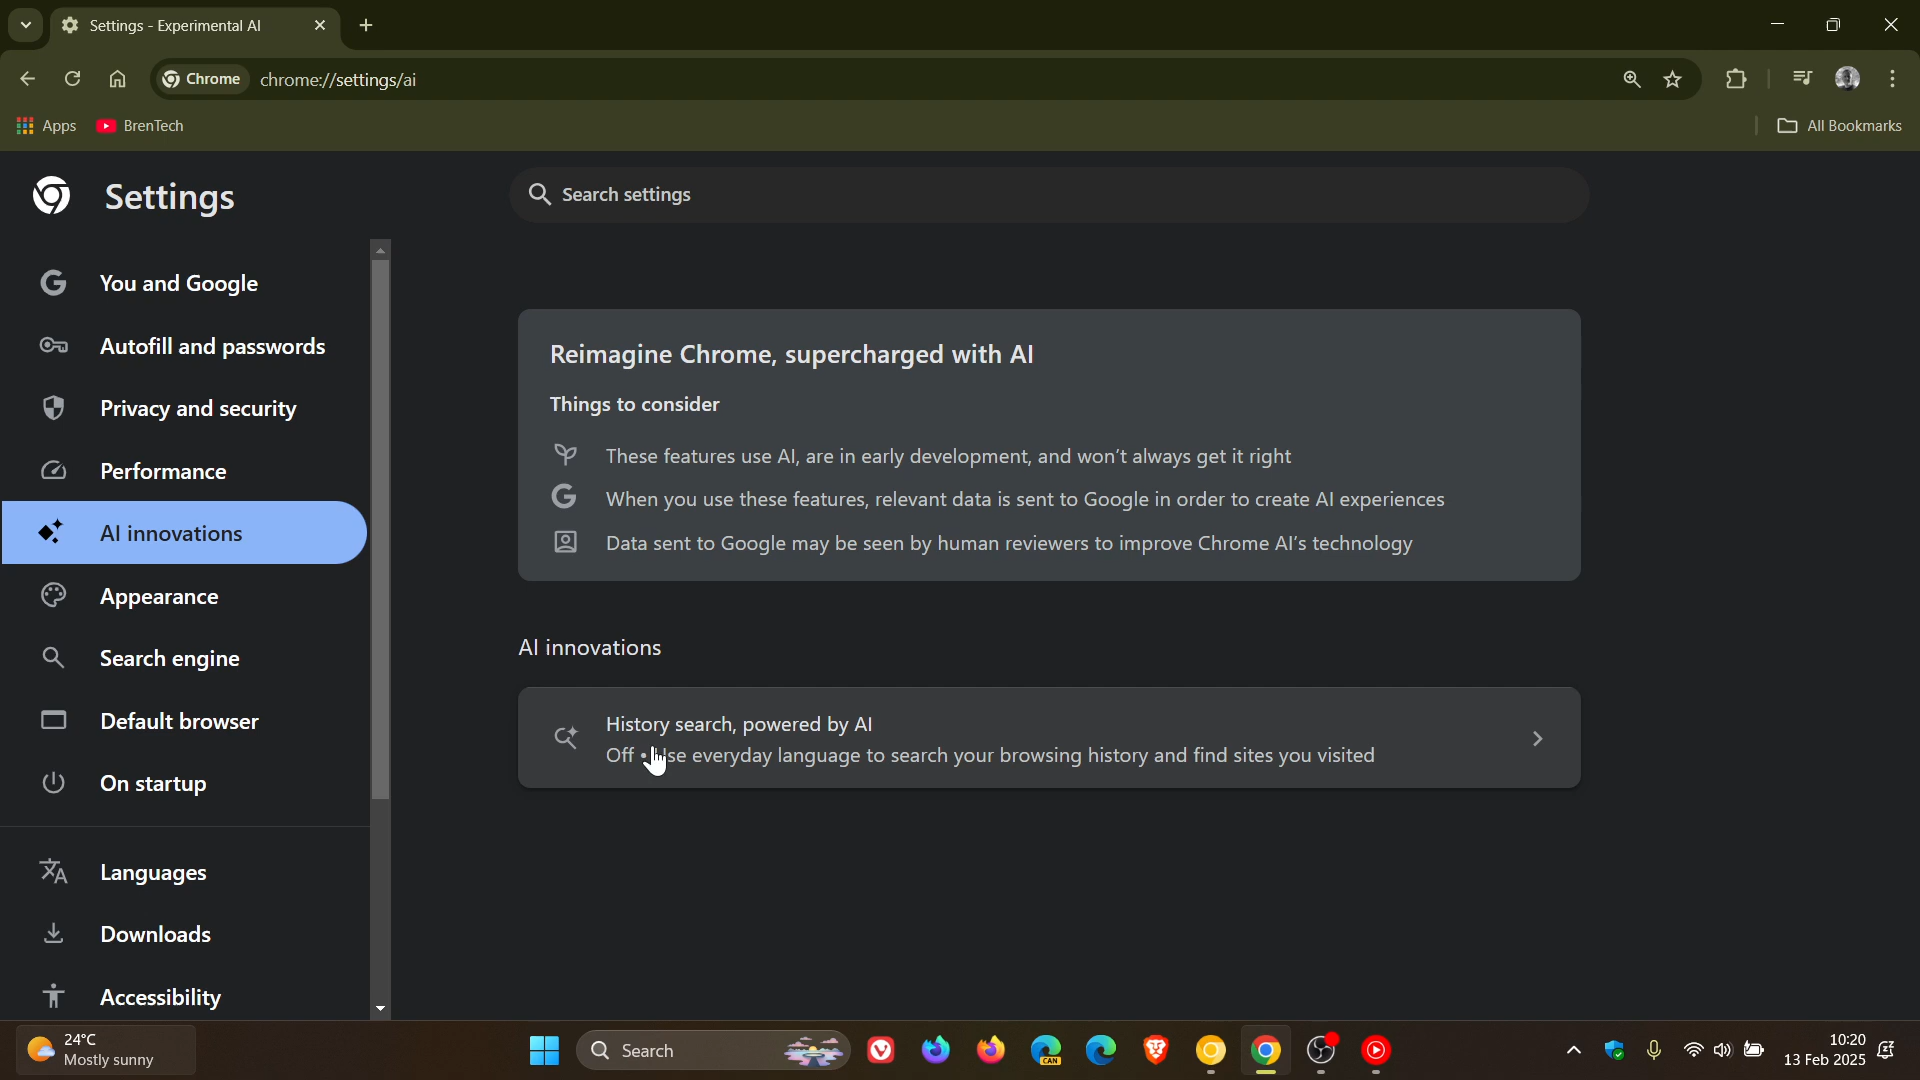 Settings - Experimental AI
Chrome
chrome://settings/ai
Apps
BrenTech
All Bookmarks
Settings
Search settings
You and Google
Autofill and passwords
Privacy and security
Performance
AI innovations
Appearance
Search engine
Default browser
On startup
Languages
Downloads
Accessibility
Reimagine Chrome, supercharged with AI
Things to consider
These features use AI, are in early development, and won't always get it right
When you use these features, relevant data is sent to Google in order to create AI experiences
Data sent to Google may be seen by human reviewers to improve Chrome AI's technology
AI innovations
History search, powered by AI
Off • Use everyday language to search your browsing history and find sites you visited
24°C
Mostly sunny
Search
CAN
10:20
13 Feb 2025